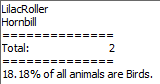 LilacRoller
Hornbill
===============
Total: 2
===============
18.18% of all animals are Birds.